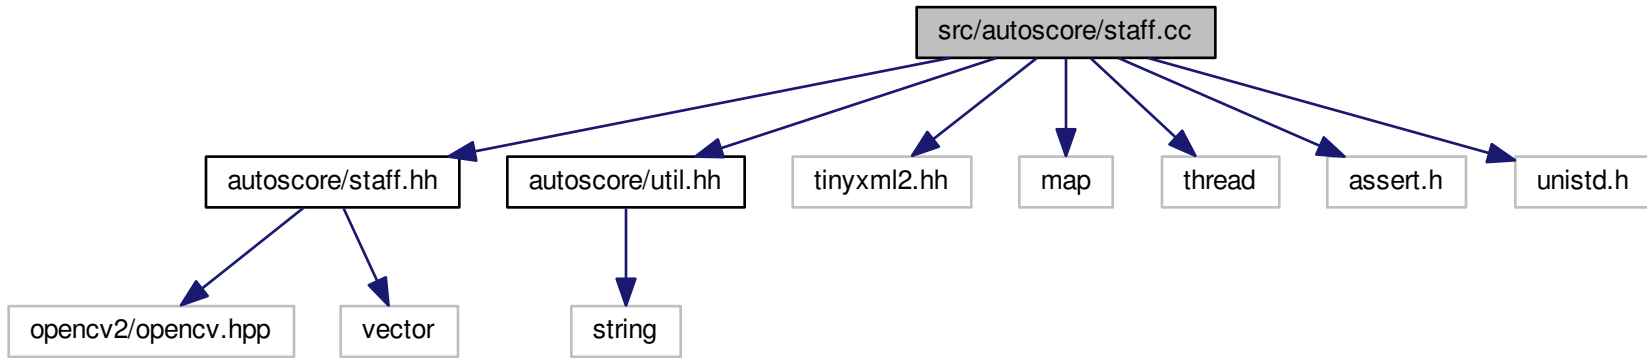 src/autoscore/staff.cc
autoscore/staff.hh
autoscore/util.hh
tinyxml2.hh
map
thread
assert.h
unistd.h
opencv2/opencv.hpp
vector
string